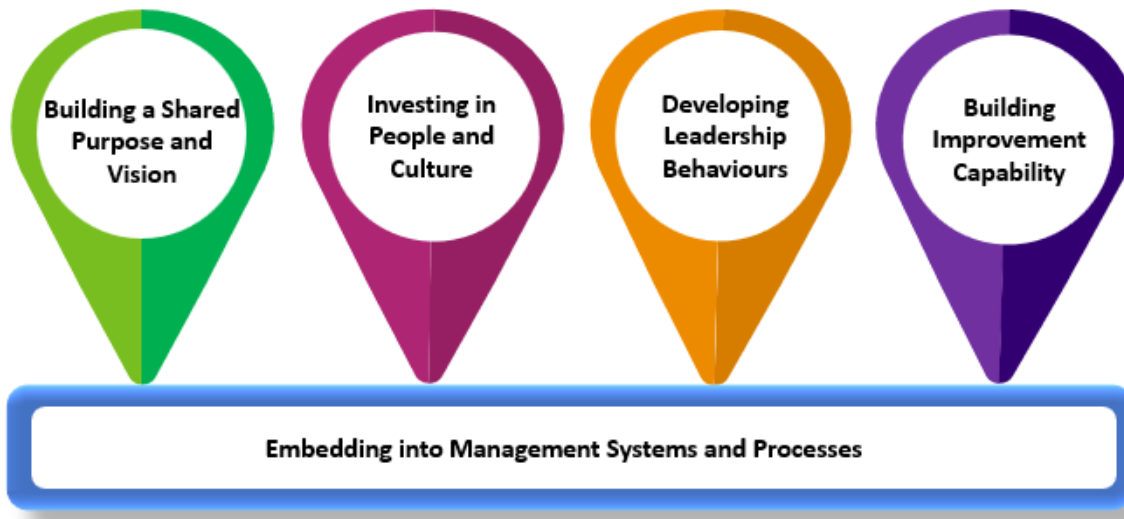 Building a Shared
Purpose and
Vision
Investing in
People and
Culture
Developing
Leadership
Behaviours
Building
Improvement
Capability
Embedding into Management Systems and Processes